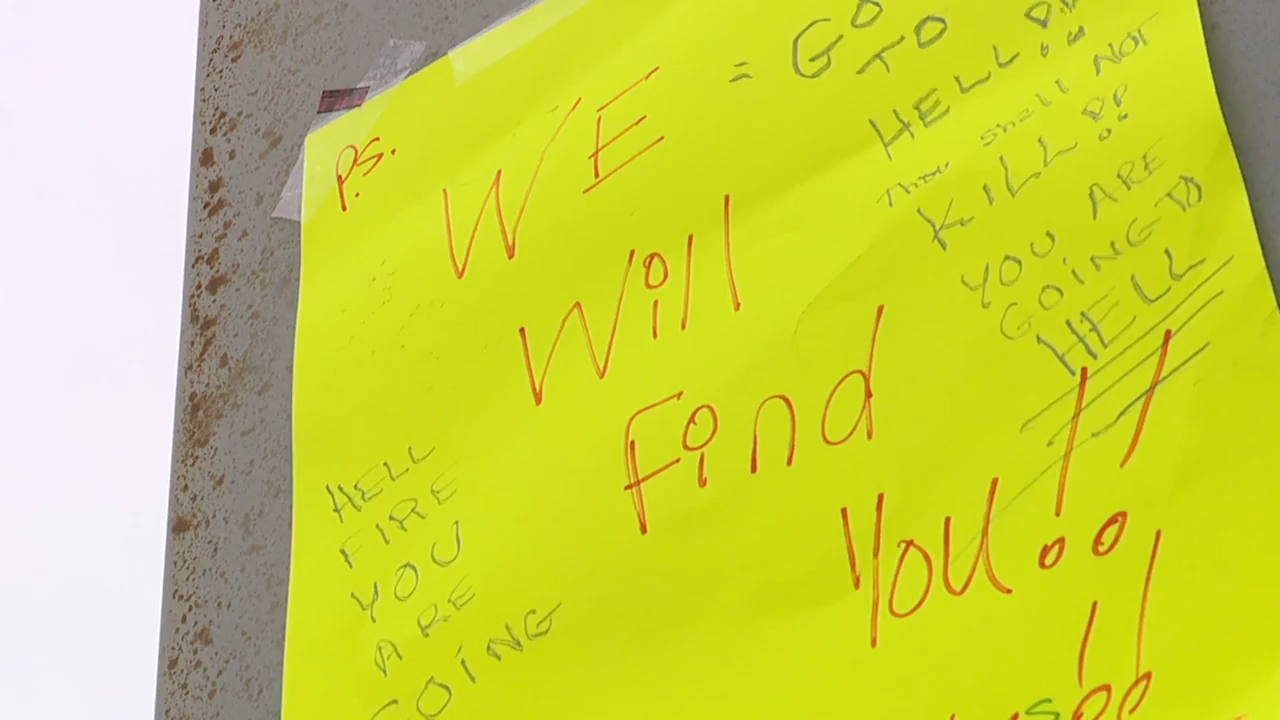 P.S.
WE
Will
Find
You!!
= GO
TO
HELL!!
Thou shall NOT
KILL!!
YOU ARE
GOING TO
HELL
HELL
FIRE
YOU
ARE
GOING